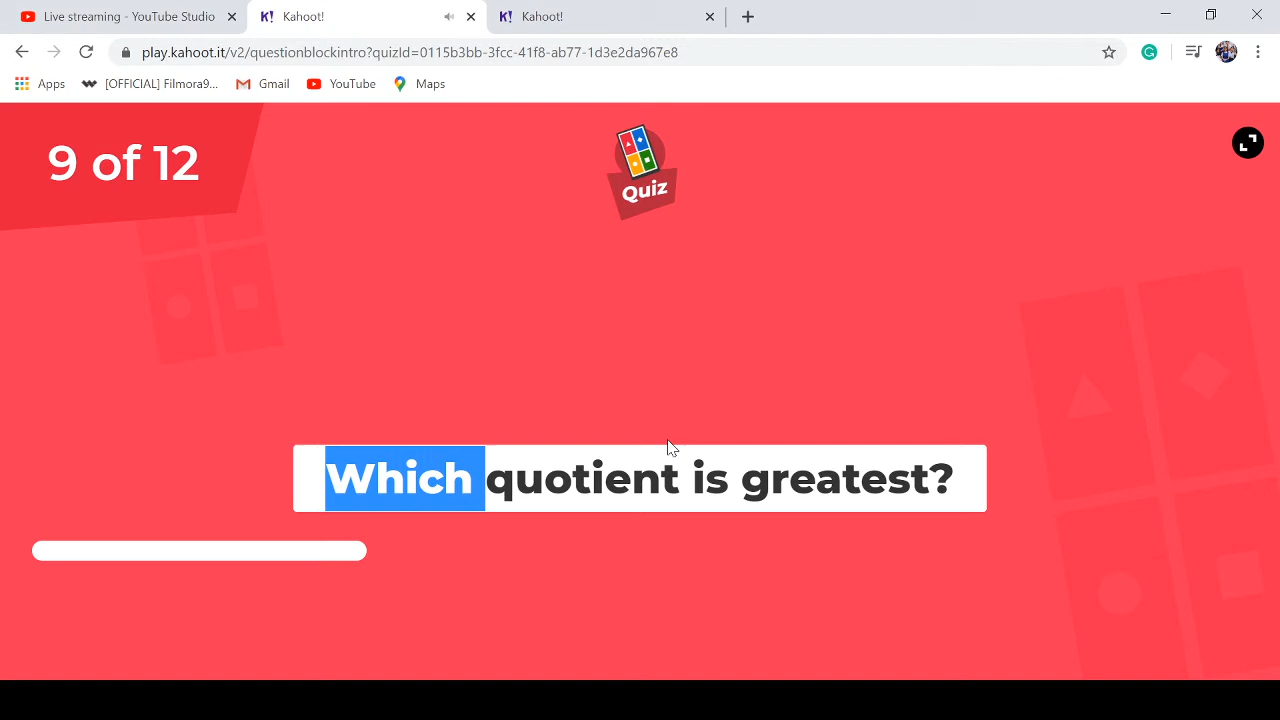 Live streaming - YouTube Studio
K! Kahoot!
K! Kahoot!
play.kahoot.it/v2/questionblockintro?quizId=0115b3bb-3fcc-41f8-ab77-1d3e2da967e8
Apps
[OFFICIAL] Filmora9...
Gmail
YouTube
Maps
9 of 12
Quiz
Which quotient is greatest?